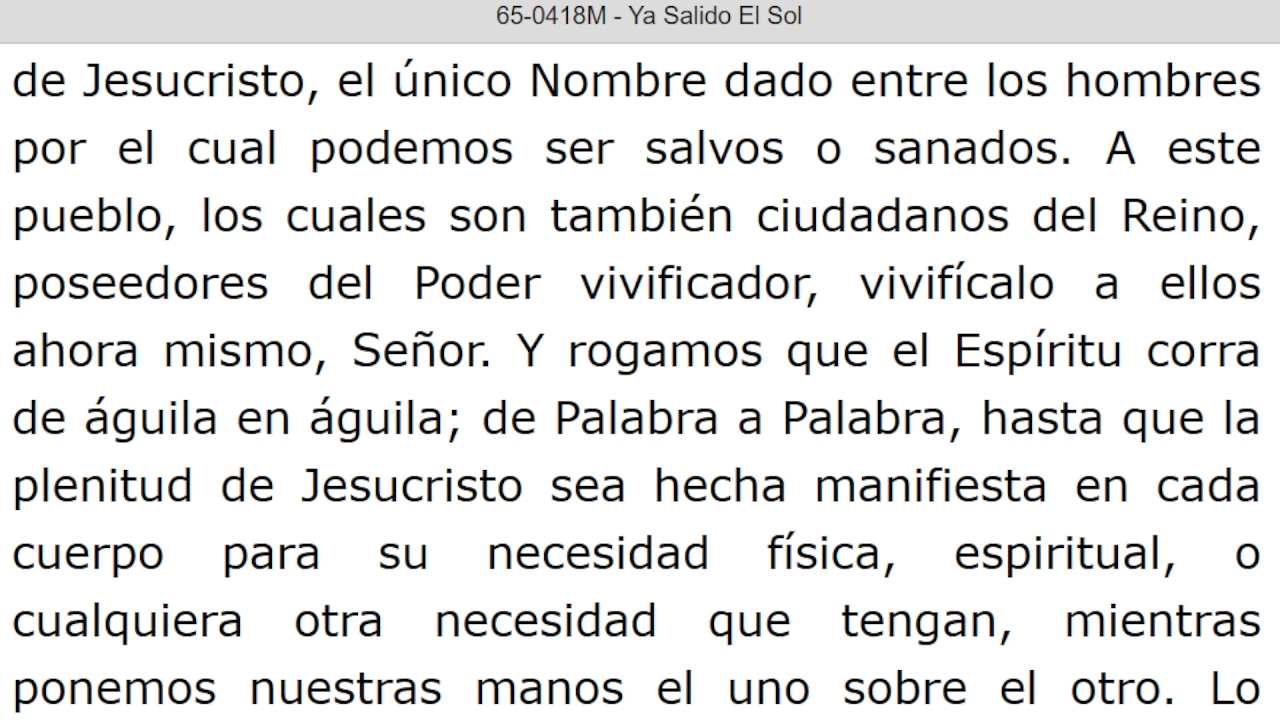 65-0418M - Ya Salido El Sol
de Jesucristo, el único Nombre dado entre los hombres
por el cual podemos ser salvos o sanados. A este
pueblo, los cuales son también ciudadanos del Reino,
poseedores del Poder vivificador, vivifícalo a ellos
ahora mismo, Señor. Y rogamos que el Espíritu corra
de águila en águila; de Palabra a Palabra, hasta que la
plenitud de Jesucristo sea hecha manifiesta en cada
cuerpo para su necesidad física, espiritual, o
cualquiera otra necesidad que tengan, mientras
ponemos nuestras manos el uno sobre el otro. Lo